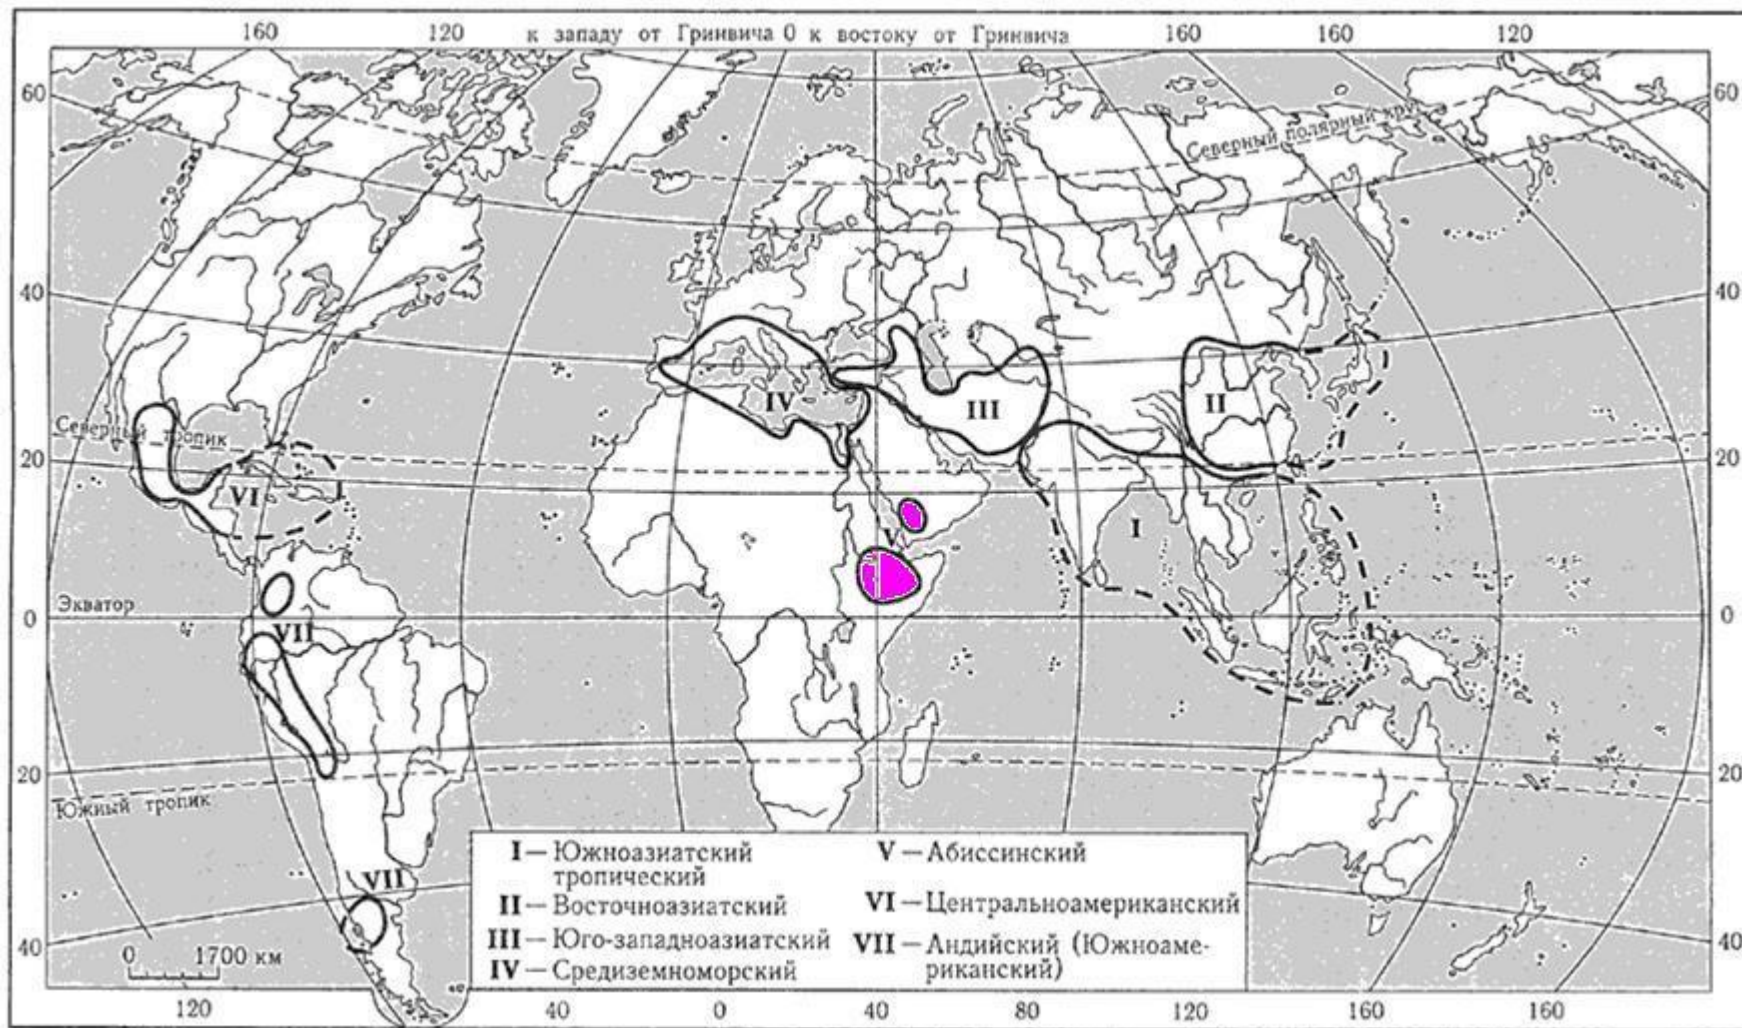 160 120 к западу от Гринвича 0 к востоку от Гринвича 160 160 120
60 60
Северный полярный круг
40 40
IV III II
Северный тропик
20 20
VI I
V
Экватор
0 0
VII
20 20
Южный тропик
VII
I — Южноазиатский
тропический
II — Восточноазиатский
III — Юго-западноазиатский
IV — Средиземноморский
V — Абиссинский
VI — Центральноамериканский
VII — Андийский (Южноаме-
риканский)
40 40
0 1700 км
120 40 0 40 80 120 160 160